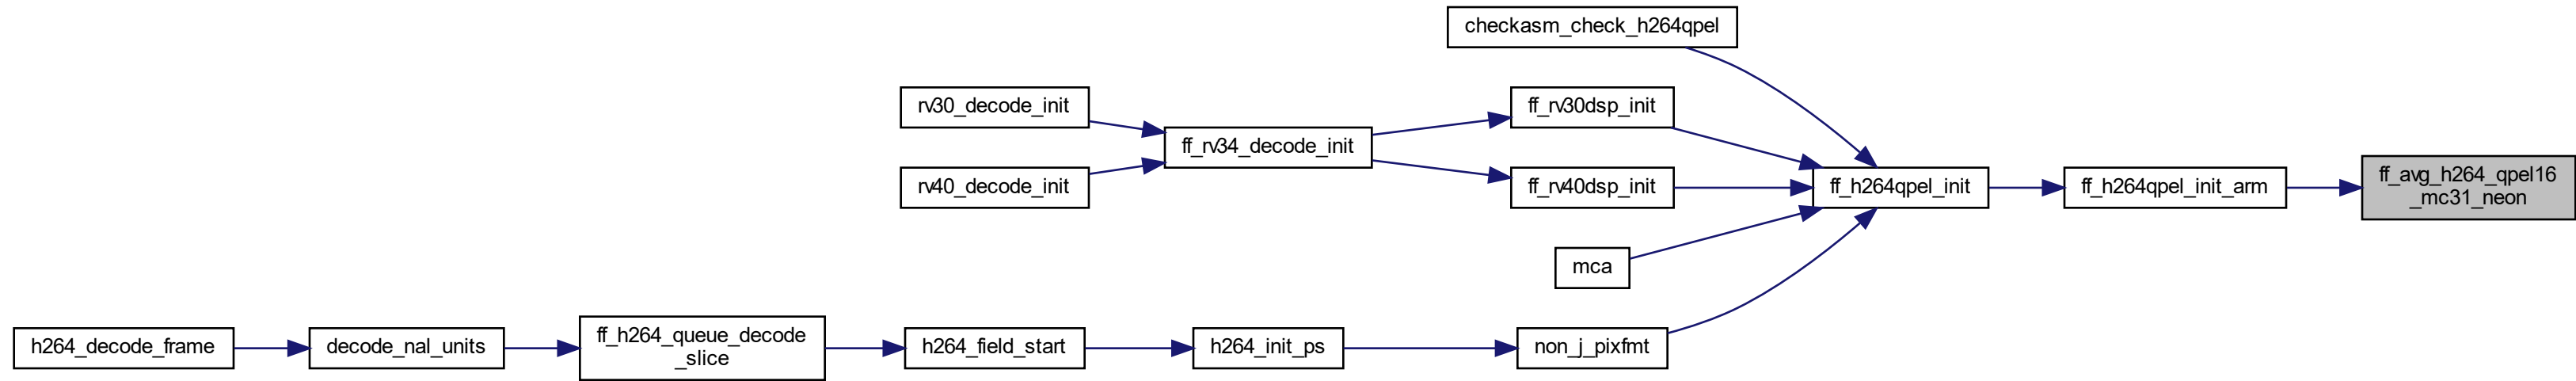 checkasm_check_h264qpel
rv30_decode_init
ff_rv30dsp_init
ff_rv34_decode_init
rv40_decode_init
ff_rv40dsp_init
ff_h264qpel_init
ff_h264qpel_init_arm
ff_avg_h264_qpel16
_mc31_neon
mca
h264_decode_frame
decode_nal_units
ff_h264_queue_decode
_slice
h264_field_start
h264_init_ps
non_j_pixfmt